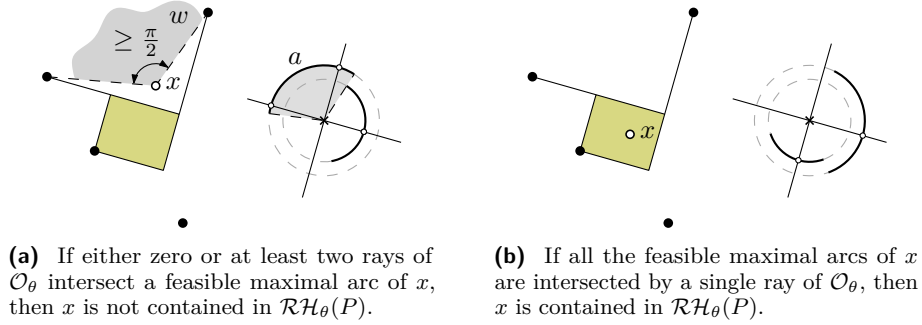 w
≥ π/2
x
a
x
(a) If either zero or at least two rays of
𝒪θ intersect a feasible maximal arc of x,
then x is not contained in ℛℋθ(P).
(b) If all the feasible maximal arcs of x
are intersected by a single ray of 𝒪θ, then
x is contained in ℛℋθ(P).